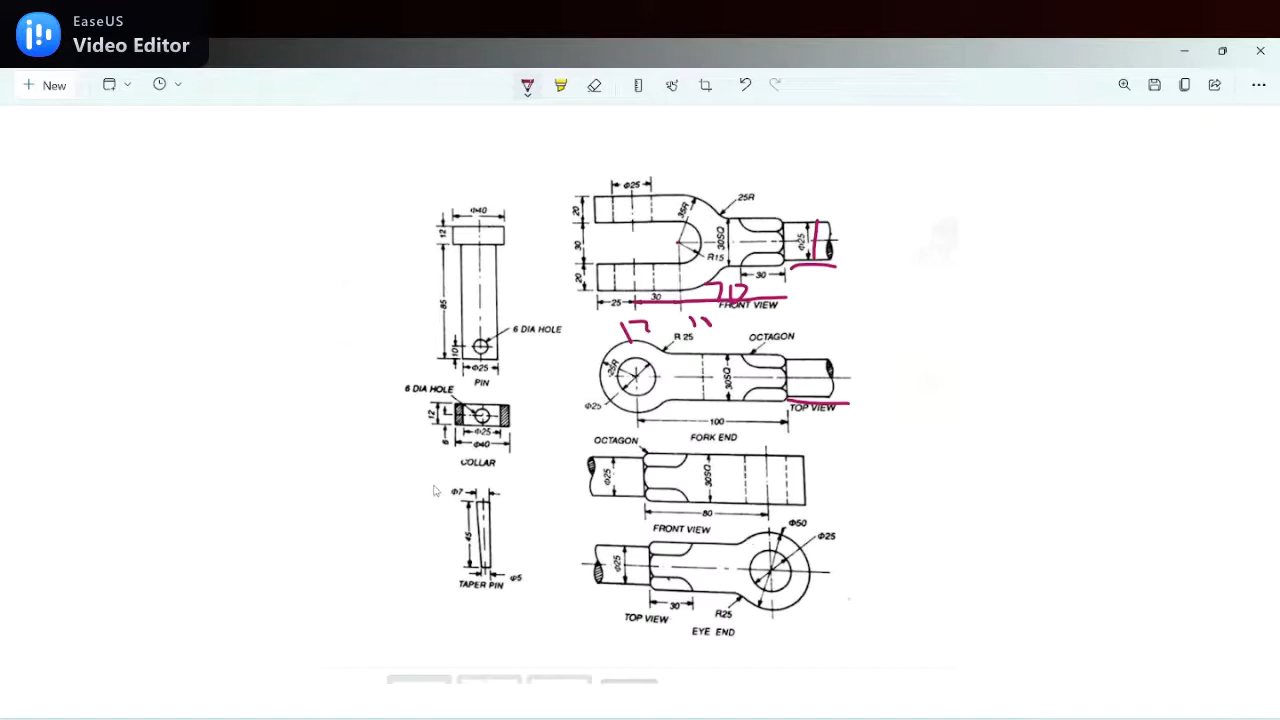 EaseUS
Video Editor
New
Φ40
12
85
10
6 DIA HOLE
Φ25
PIN
6 DIA HOLE
12
6
Φ25
Φ40
COLLAR
Φ7
45
Φ5
TAPER PIN
Φ25
20
30
20
35R
25R
R15
30SQ
Φ25
30
25
30
70
FRONT VIEW
R 25
OCTAGON
25R
30SQ
Φ25
TOP VIEW
100
FORK END
OCTAGON
Φ25
30SQ
80
FRONT VIEW
Φ50
Φ25
Φ25
30
R25
TOP VIEW
EYE END